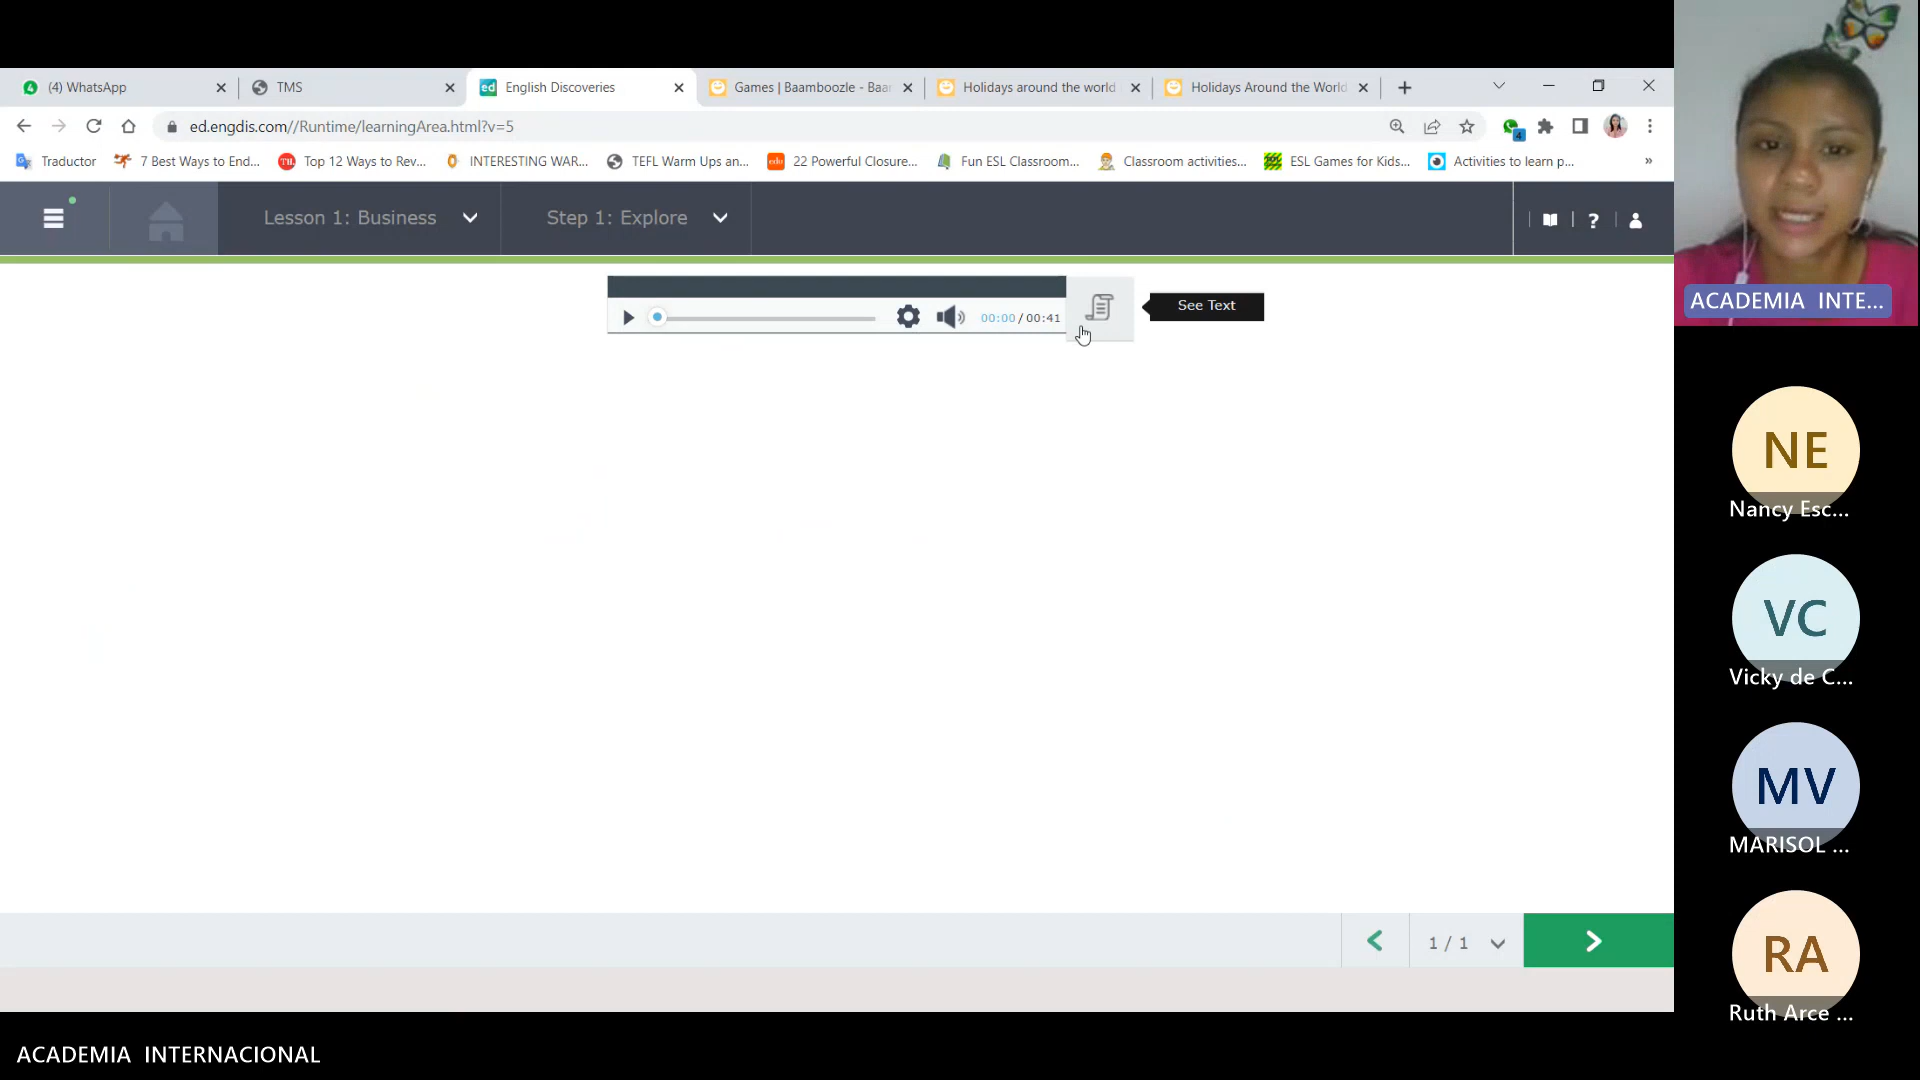 (4) WhatsApp
TMS
English Discoveries
Games | Baamboozle - Baa
Holidays around the world
Holidays Around the World
ed.engdis.com//Runtime/learningArea.html?v=5
4
Traductor
7 Best Ways to End...
Top 12 Ways to Rev...
INTERESTING WAR...
TEFL Warm Ups an...
22 Powerful Closure...
Fun ESL Classroom...
Classroom activities...
ESL Games for Kids...
Activities to learn p...
»
Lesson 1: Business
Step 1: Explore
?
00:00 / 00:41
See Text
1 / 1
ACADEMIA INTE...
NE
Nancy Esc...
VC
Vicky de C...
MV
MARISOL ...
RA
Ruth Arce ...
ACADEMIA INTERNACIONAL